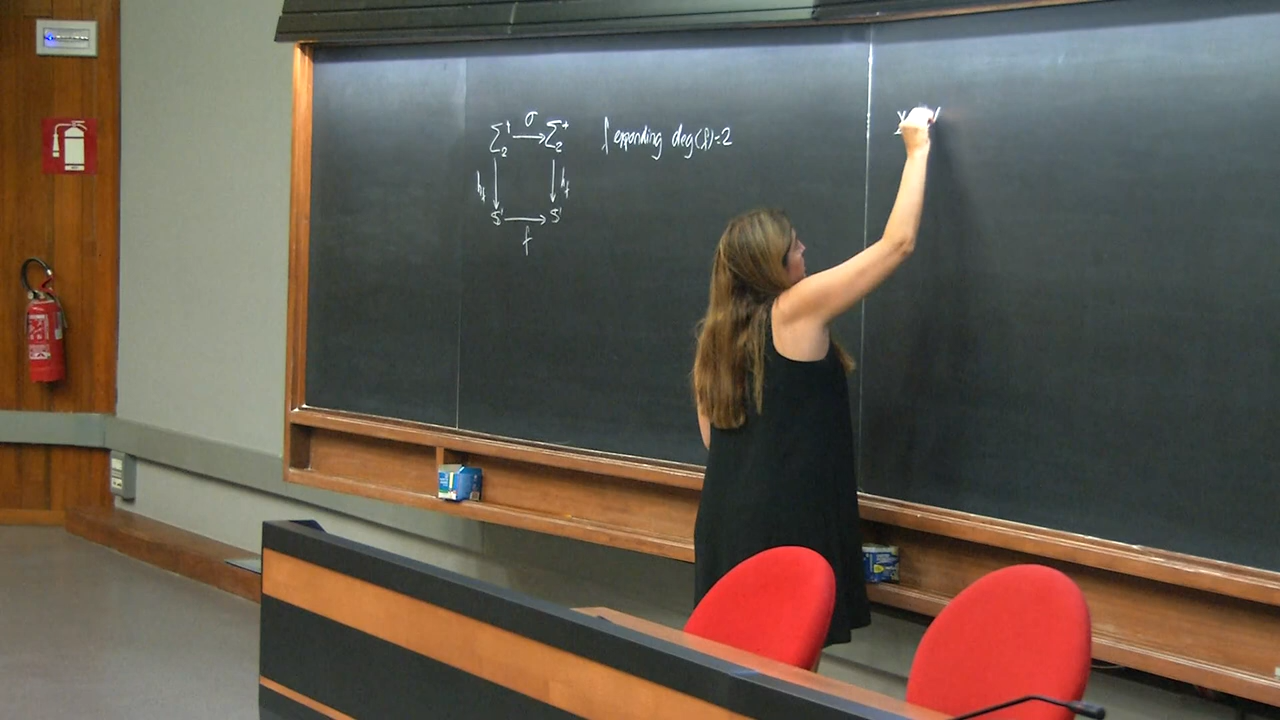 Σ₂⁺ →σ Σ₂⁺ f expanding deg(f)=2
↓ h_f ↓ h_f
S¹ → S¹
f